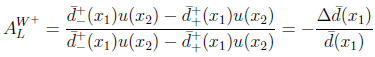 $A_L^{W^+} = \frac{\bar{d}_-^+(x_1)u(x_2) - \bar{d}_+^+(x_1)u(x_2)}{\bar{d}_-^+(x_1)u(x_2) - \bar{d}_+^+(x_1)u(x_2)} = -\frac{\Delta\bar{d}(x_1)}{\bar{d}(x_1)}$